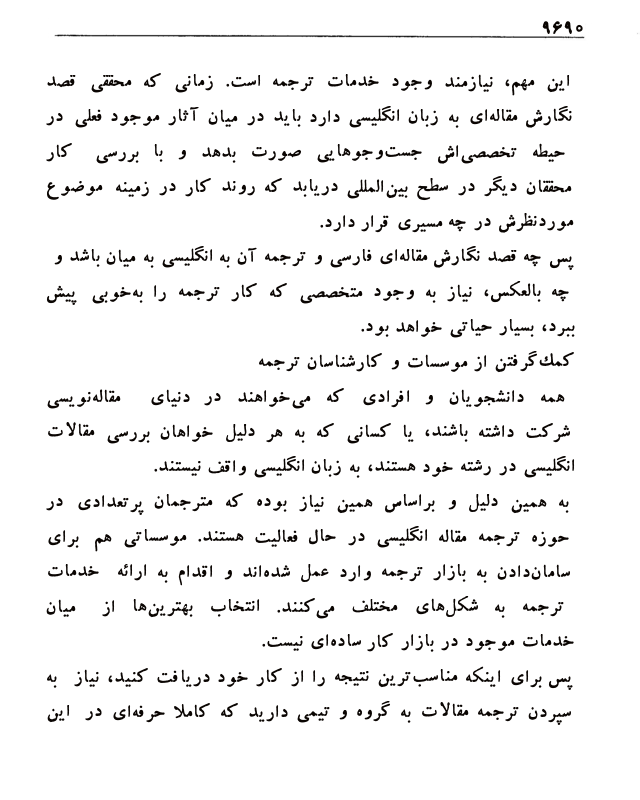 ۹۶۹۰
این مهم، نیازمند وجود خدمات ترجمه است. زمانی که محققی قصد
نگارش مقاله‌ای به زبان انگلیسی دارد باید در میان آثار موجود فعلی در
حیطه تخصصی‌اش جست‌وجوهایی صورت بدهد و با بررسی کار
محققان دیگر در سطح بین‌المللی دریابد که روند کار در زمینه موضوع
موردنظرش در چه مسیری قرار دارد.
پس چه قصد نگارش مقاله‌ای فارسی و ترجمه آن به انگلیسی به میان باشد و
چه بالعکس، نیاز به وجود متخصصی که کار ترجمه را به‌خوبی پیش
ببرد، بسیار حیاتی خواهد بود.
کمك‌گرفتن از موسسات و کارشناسان ترجمه
همه دانشجویان و افرادی که می‌خواهند در دنیای مقاله‌نویسی
شرکت داشته باشند، یا کسانی که به هر دلیل خواهان بررسی مقالات
انگلیسی در رشته خود هستند، به زبان انگلیسی واقف نیستند.
به همین دلیل و براساس همین نیاز بوده که مترجمان پرتعدادی در
حوزه ترجمه مقاله انگلیسی در حال فعالیت هستند. موسساتی هم برای
سامان‌دادن به بازار ترجمه وارد عمل شده‌اند و اقدام به ارائه خدمات
ترجمه به شکل‌های مختلف می‌کنند. انتخاب بهترین‌ها از میان
خدمات موجود در بازار کار ساده‌ای نیست.
پس برای اینکه مناسب‌ترین نتیجه را از کار خود دریافت کنید، نیاز به
سپردن ترجمه مقالات به گروه و تیمی دارید که کاملا حرفه‌ای در این